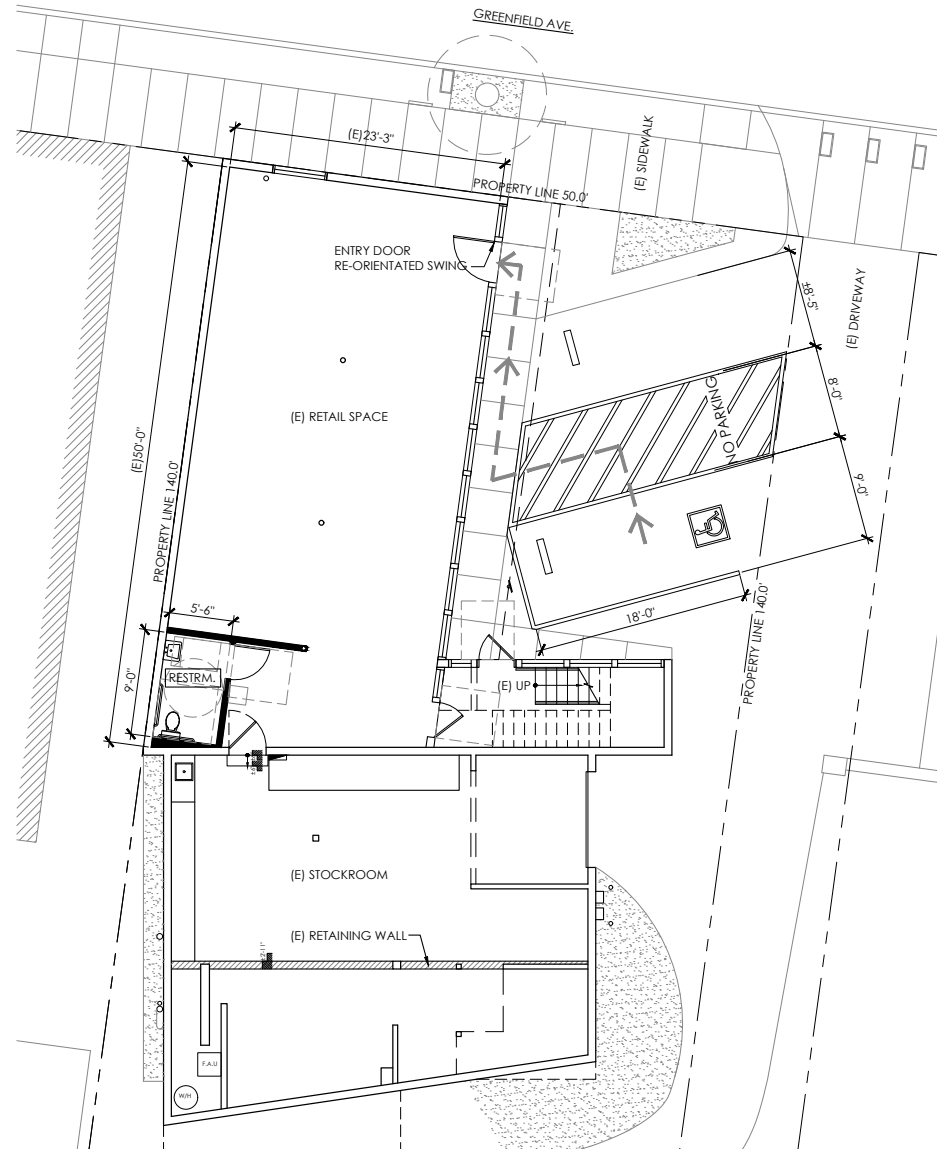 GREENFIELD AVE.
(E)23'-3"
(E) SIDEWALK
PROPERTY LINE 50.0'
ENTRY DOOR
RE-ORIENTATED SWING
±8'-5"
(E) DRIVEWAY
8'-0"
NO PARKING
(E) RETAIL SPACE
(E)50'-0"
PROPERTY LINE 140.0'
9'-0"
18'-0"
PROPERTY LINE 140.0'
5'-6"
9'-0"
RESTRM.
(E) UP
(E) STOCKROOM
(E) RETAINING WALL
±2'-11"
F.A.U
W/H